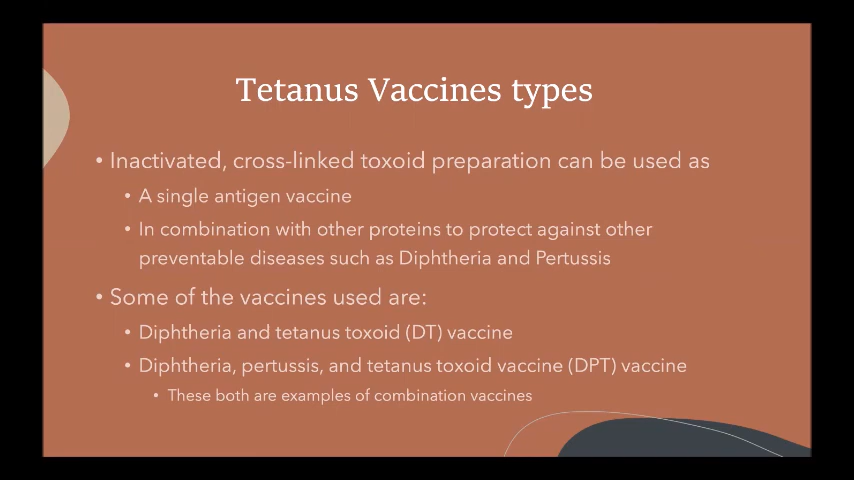 Tetanus Vaccines types
• Inactivated, cross-linked toxoid preparation can be used as
• A single antigen vaccine
• In combination with other proteins to protect against other
preventable diseases such as Diphtheria and Pertussis
• Some of the vaccines used are:
• Diphtheria and tetanus toxoid (DT) vaccine
• Diphtheria, pertussis, and tetanus toxoid vaccine (DPT) vaccine
• These both are examples of combination vaccines